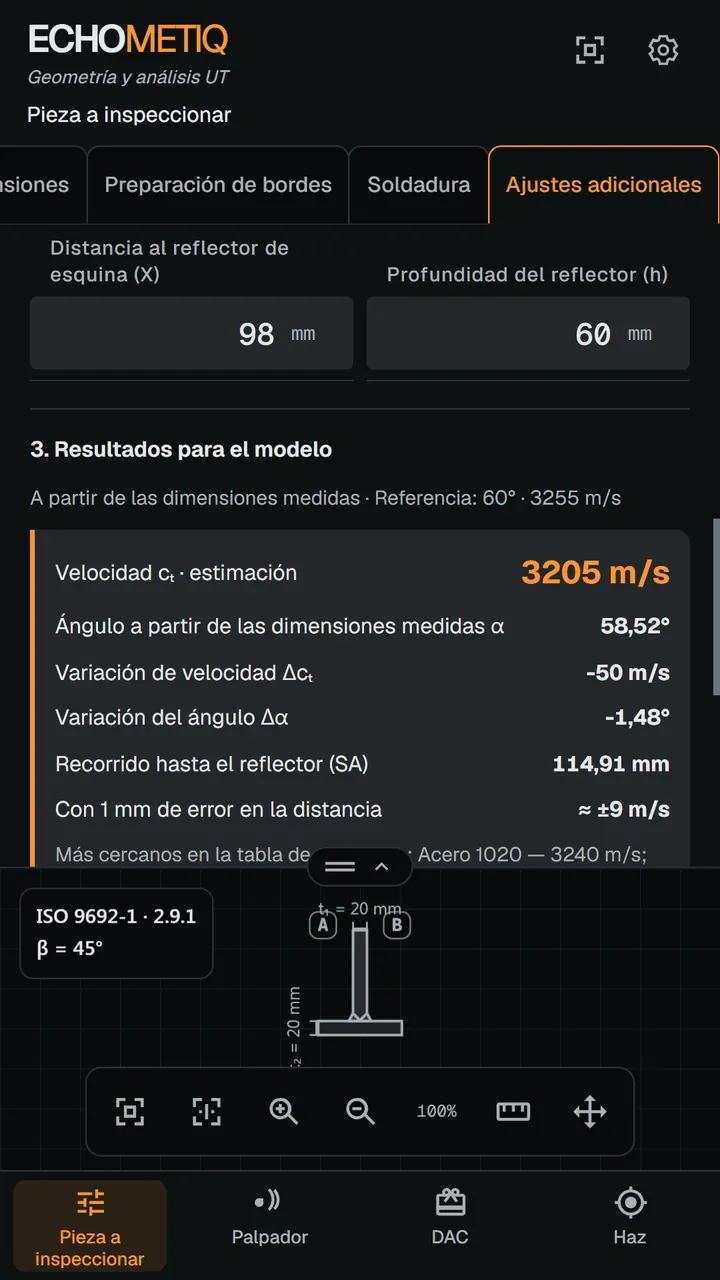 ECHOMETIQ
Geometría y análisis UT
Pieza a inspeccionar
nsiones
Preparación de bordes
Soldadura
Ajustes adicionales
Distancia al reflector de
esquina (X)
Profundidad del reflector (h)
98 mm
60 mm
3. Resultados para el modelo
A partir de las dimensiones medidas · Referencia: 60° · 3255 m/s
Velocidad cₜ · estimación 3205 m/s
Ángulo a partir de las dimensiones medidas α 58,52°
Variación de velocidad Δcₜ -50 m/s
Variación del ángulo Δα -1,48°
Recorrido hasta el reflector (SA) 114,91 mm
Con 1 mm de error en la distancia ≈ ±9 m/s
Más cercanos en la tabla de : Acero 1020 — 3240 m/s;
ISO 9692-1 · 2.9.1
β = 45°
t₁ = 20 mm
A
B
₂ = 20 mm
100%
Pieza a
inspeccionar
Palpador
DAC
Haz